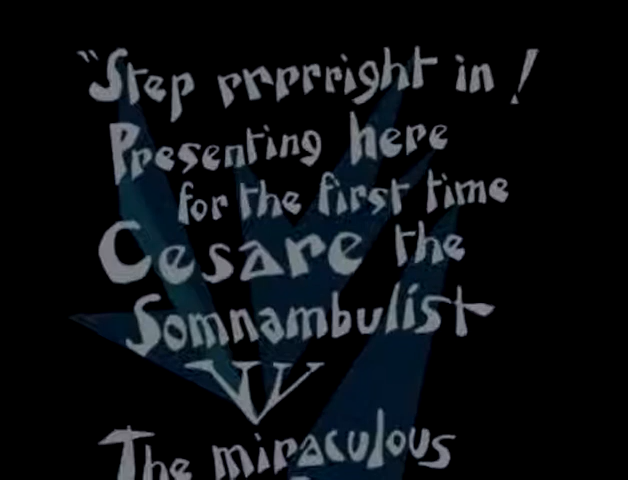 "Step rrrrright in!
Presenting here
for the first time
Cesare the
Somnambulist
The miraculous